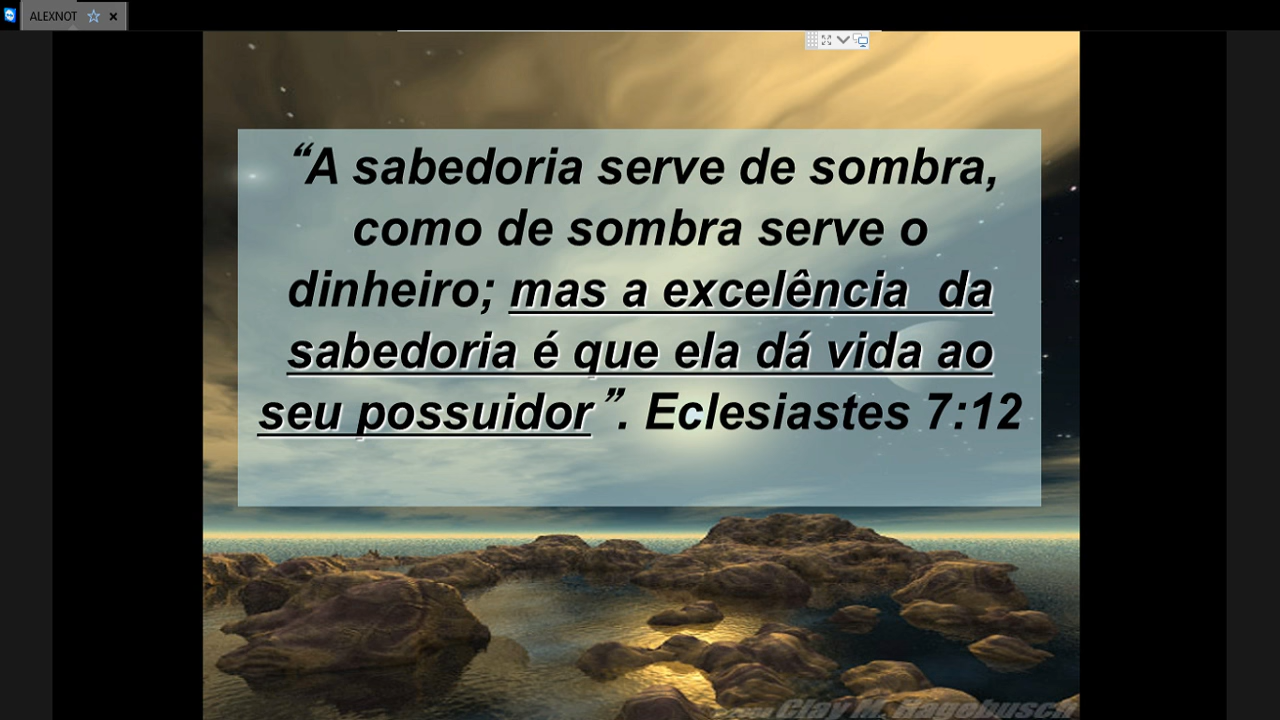 ALEXNOT
“A sabedoria serve de sombra,
como de sombra serve o
dinheiro; mas a excelência da
sabedoria é que ela dá vida ao
seu possuidor”. Eclesiastes 7:12
Clay M. Hagebusch